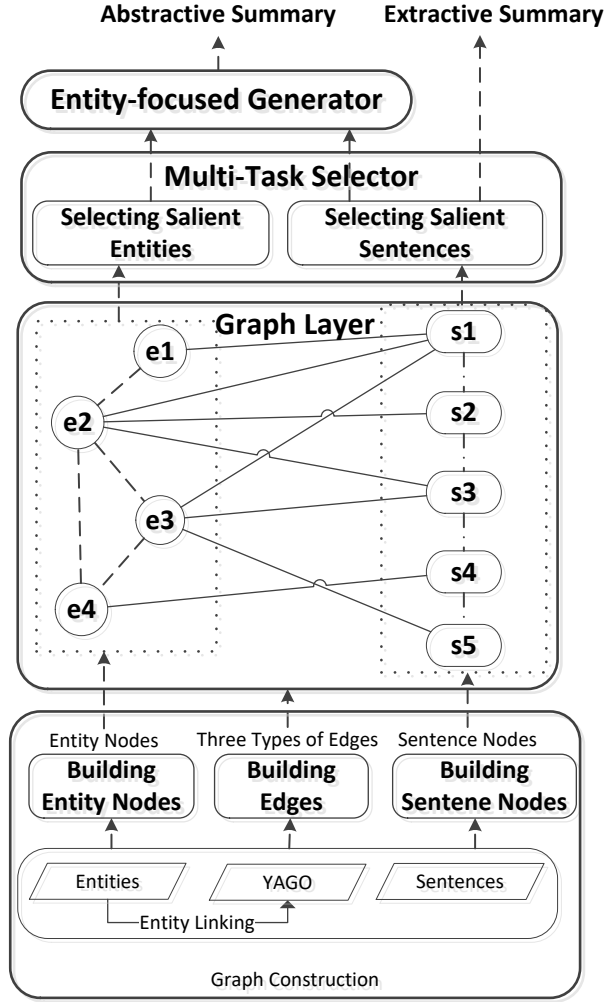 Abstractive Summary
Extractive Summary
Entity-focused Generator
Multi-Task Selector
Selecting Salient
Entities
Selecting Salient
Sentences
Graph Layer
e1
e2
e3
e4
s1
s2
s3
s4
s5
Entity Nodes
Three Types of Edges
Sentence Nodes
Building
Entity Nodes
Building
Edges
Building
Sentene Nodes
Entities
YAGO
Sentences
Entity Linking
Graph Construction